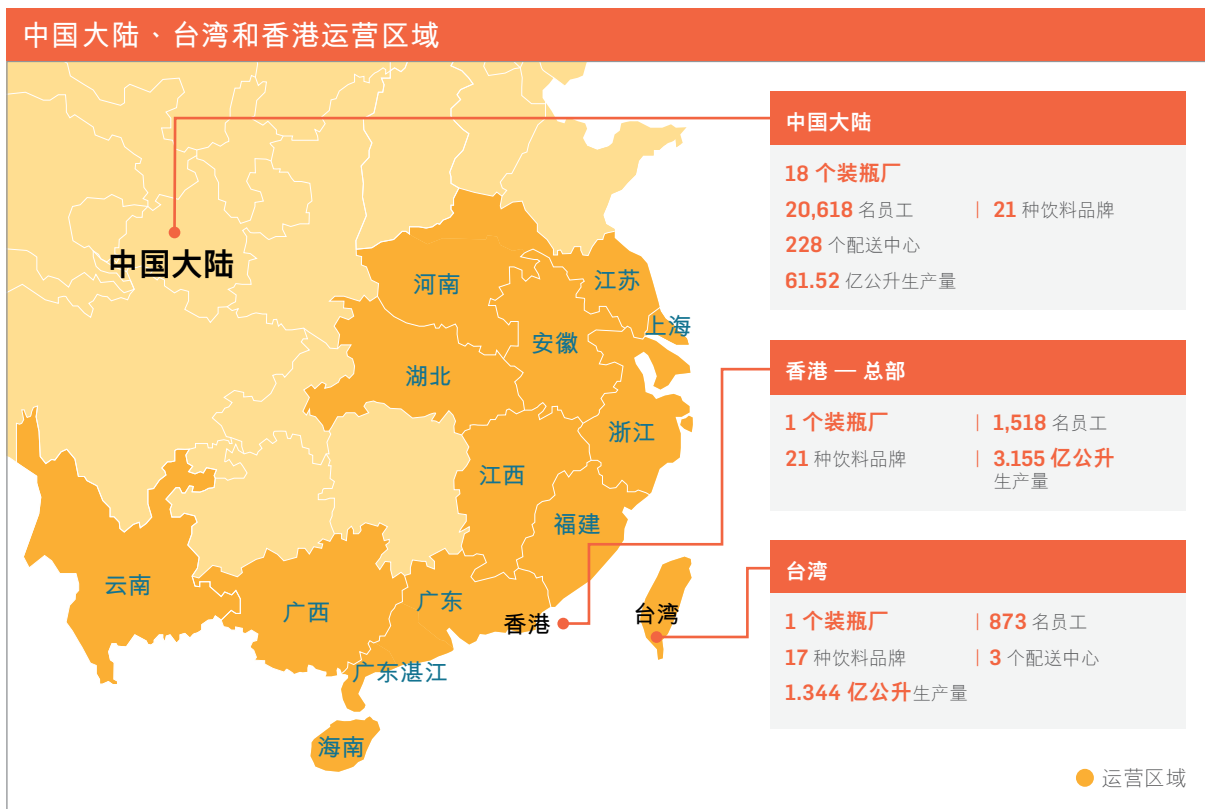 中国大陆、台湾和香港运营区域
中国大陆
18 个装瓶厂
20,618 名员工 | 21 种饮料品牌
228 个配送中心
61.52 亿公升生产量
香港 — 总部
1 个装瓶厂 | 1,518 名员工
21 种饮料品牌 | 3.155 亿公升
生产量
台湾
1 个装瓶厂 | 873 名员工
17 种饮料品牌 | 3 个配送中心
1.344 亿公升生产量
中国大陆
河南
江苏
上海
安徽
湖北
浙江
江西
福建
云南
广西
广东
香港
台湾
广东湛江
海南
运营区域